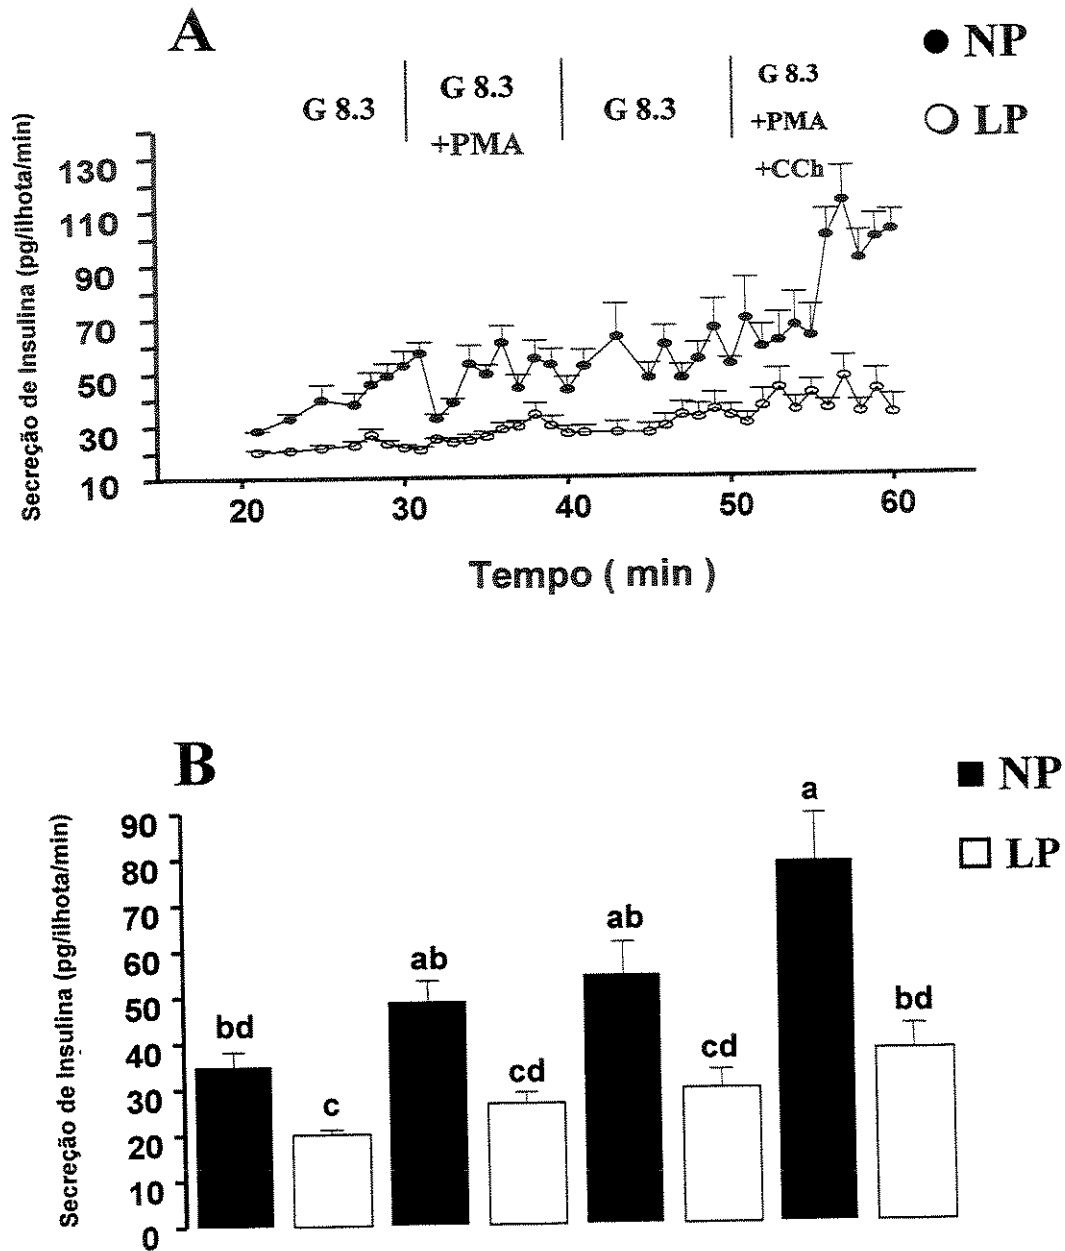 A
NP
LP
G 8.3
G 8.3
+PMA
G 8.3
G 8.3
+PMA
+CCh
Secreção de Insulina (pg/ilhota/min)
130
110
90
70
50
30
10
20
30
40
50
60
Tempo ( min )
B
NP
LP
Secreção de Insulina (pg/ilhota/min)
90
80
70
60
50
40
30
20
10
0
bd
c
ab
cd
ab
cd
a
bd